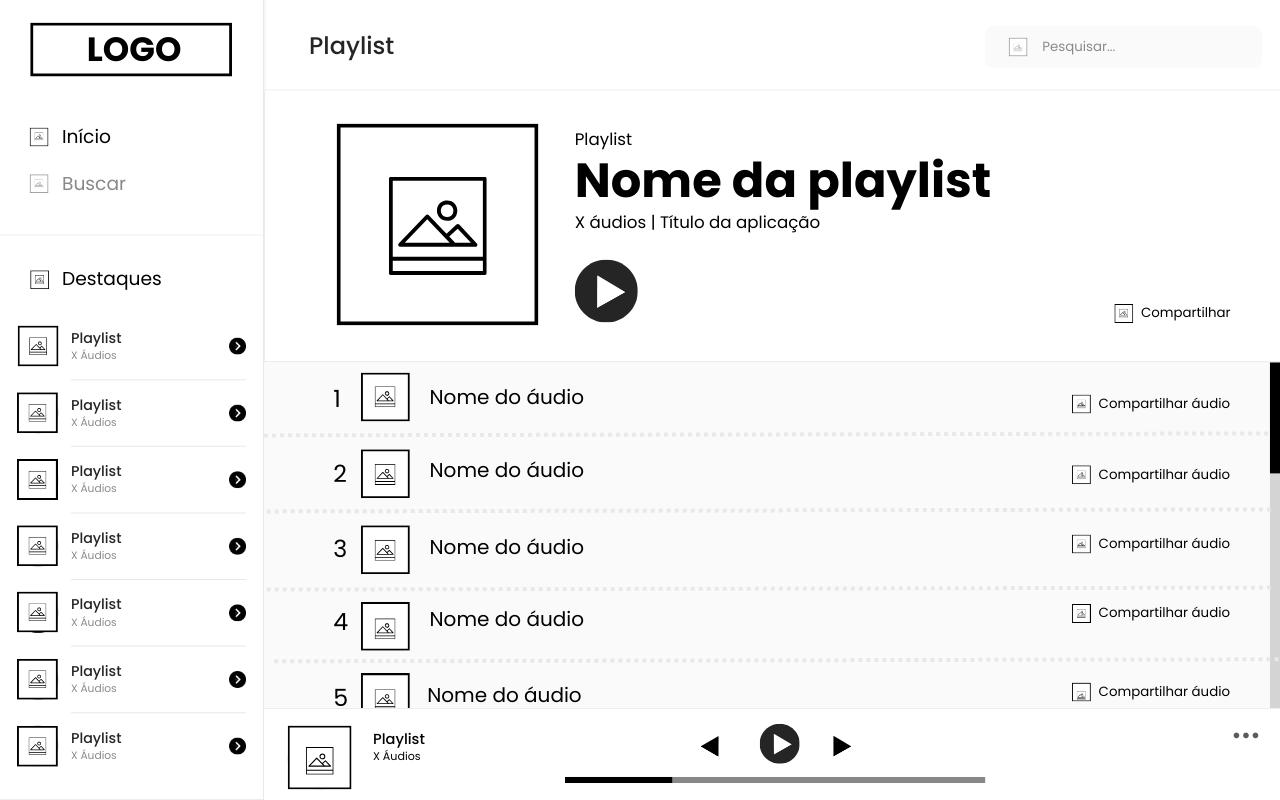 LOGO
Início
Buscar
Destaques
Playlist
X Áudios
Playlist
X Áudios
Playlist
X Áudios
Playlist
X Áudios
Playlist
X Áudios
Playlist
X Áudios
Playlist
X Áudios
Playlist
Pesquisar...
Playlist
Nome da playlist
X áudios | Título da aplicação
Compartilhar
1 Nome do áudio Compartilhar áudio
2 Nome do áudio Compartilhar áudio
3 Nome do áudio Compartilhar áudio
4 Nome do áudio Compartilhar áudio
5 Nome do áudio Compartilhar áudio
Playlist
X Áudios